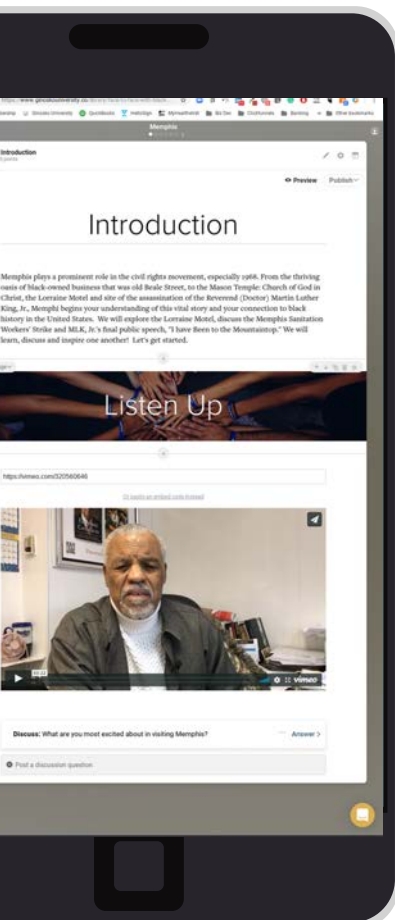 Memphis
Introduction
Preview Publish
Introduction
Memphis plays a prominent role in the civil rights movement, especially 1968. From the thriving
oasis of black-owned business that was old Beale Street, to the Mason Temple: Church of God in
Christ, the Lorraine Motel and site of the assassination of the Reverend (Doctor) Martin Luther
King, Jr., Memphi begins your understanding of this vital story and your connection to black
history in the United States. We will explore the Lorraine Motel, discuss the Memphis Sanitation
Workers' Strike and MLK, Jr.'s final public speech, "I have Been to the Mountaintop." We will
learn, discuss and inspire one another! Let's get started.
Listen Up
https://vimeo.com/320560646
Or paste an embed code instead
vimeo
Discuss: What are you most excited about in visiting Memphis?
Answer >
Post a discussion question